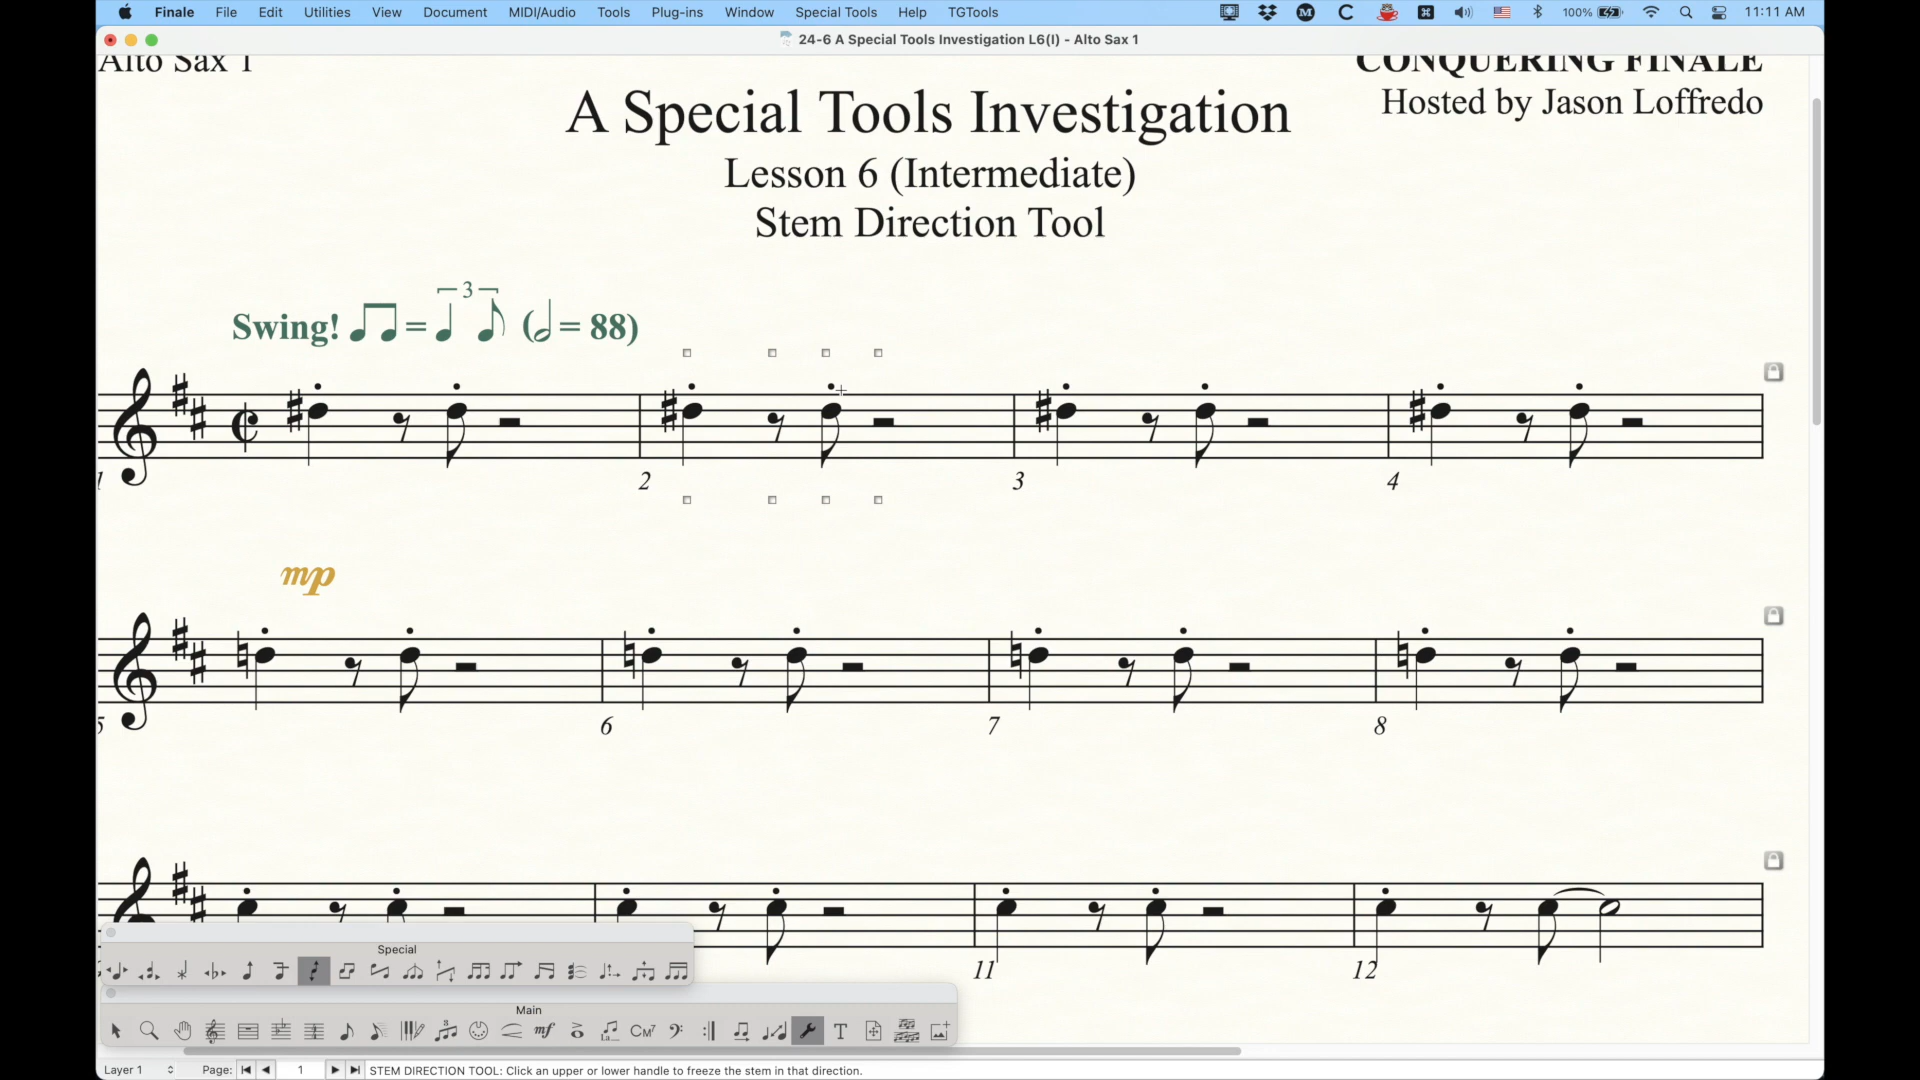 Finale File Edit Utilities View Document MIDI/Audio Tools Plug-ins Window Special Tools Help TGTools 100% 11:11 AM
24-6 A Special Tools Investigation L6(I) - Alto Sax 1
Alto Sax 1
CONQUERING FINALE
A Special Tools Investigation
Hosted by Jason Loffredo
Lesson 6 (Intermediate)
Stem Direction Tool
3
Swing! = ( = 88)
1 2 3 4
mp
5 6 7 8
Special
11 12
Main
mf CM7 T
Layer 1 Page: 1 STEM DIRECTION TOOL: Click an upper or lower handle to freeze the stem in that direction.